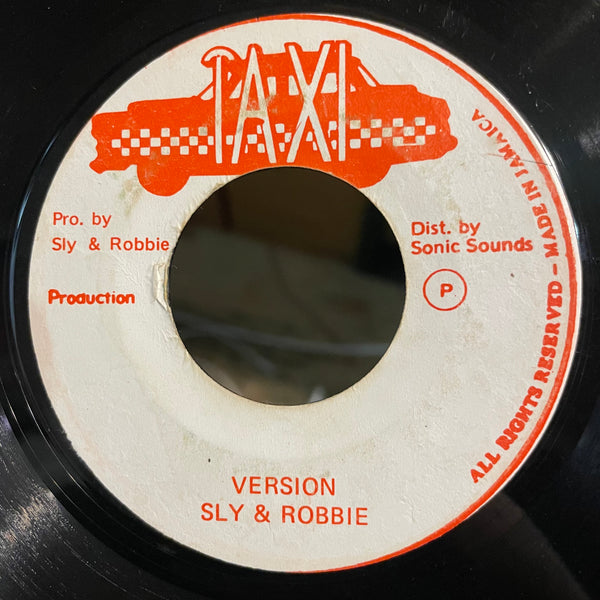 TAXI
Pro. by
Sly & Robbie
Production
Dist. by
Sonic Sounds
P
ALL RIGHTS RESERVED – MADE IN JAMAICA
VERSION
SLY & ROBBIE